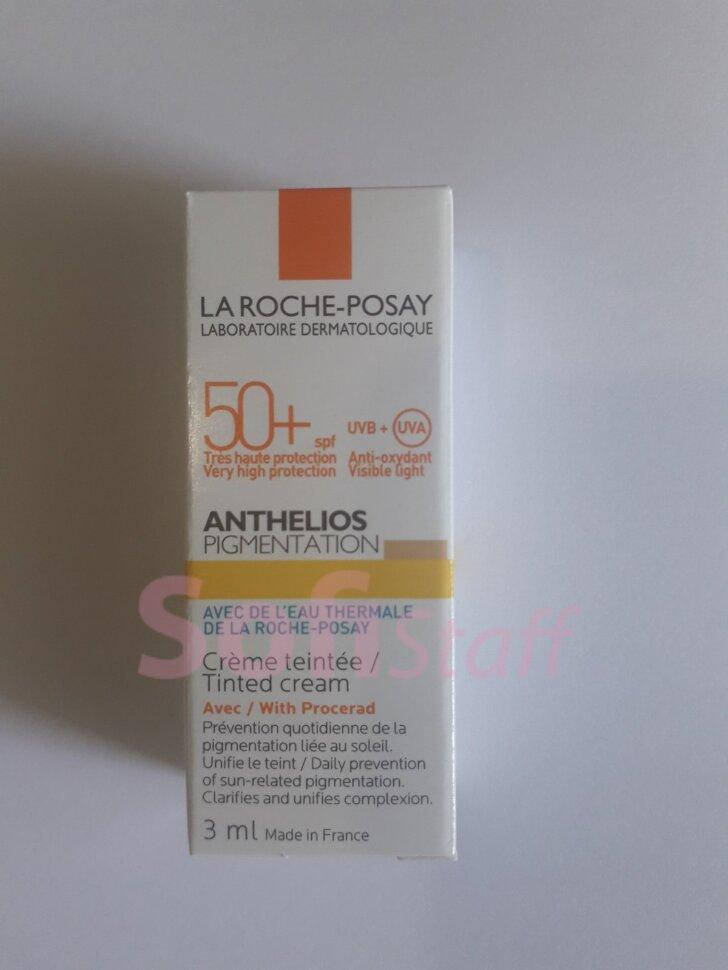 LA ROCHE-POSAY
LABORATOIRE DERMATOLOGIQUE
50+ spf
UVB + UVA
Très haute protection
Very high protection
Anti-oxydant
Visible light
ANTHELIOS
PIGMENTATION
AVEC DE L'EAU THERMALE
DE LA ROCHE-POSAY
Sofistaff
Crème teintée /
Tinted cream
Avec / With Procerad
Prévention quotidienne de la
pigmentation liée au soleil.
Unifie le teint / Daily prevention
of sun-related pigmentation.
Clarifies and unifies complexion.
3 ml Made in France